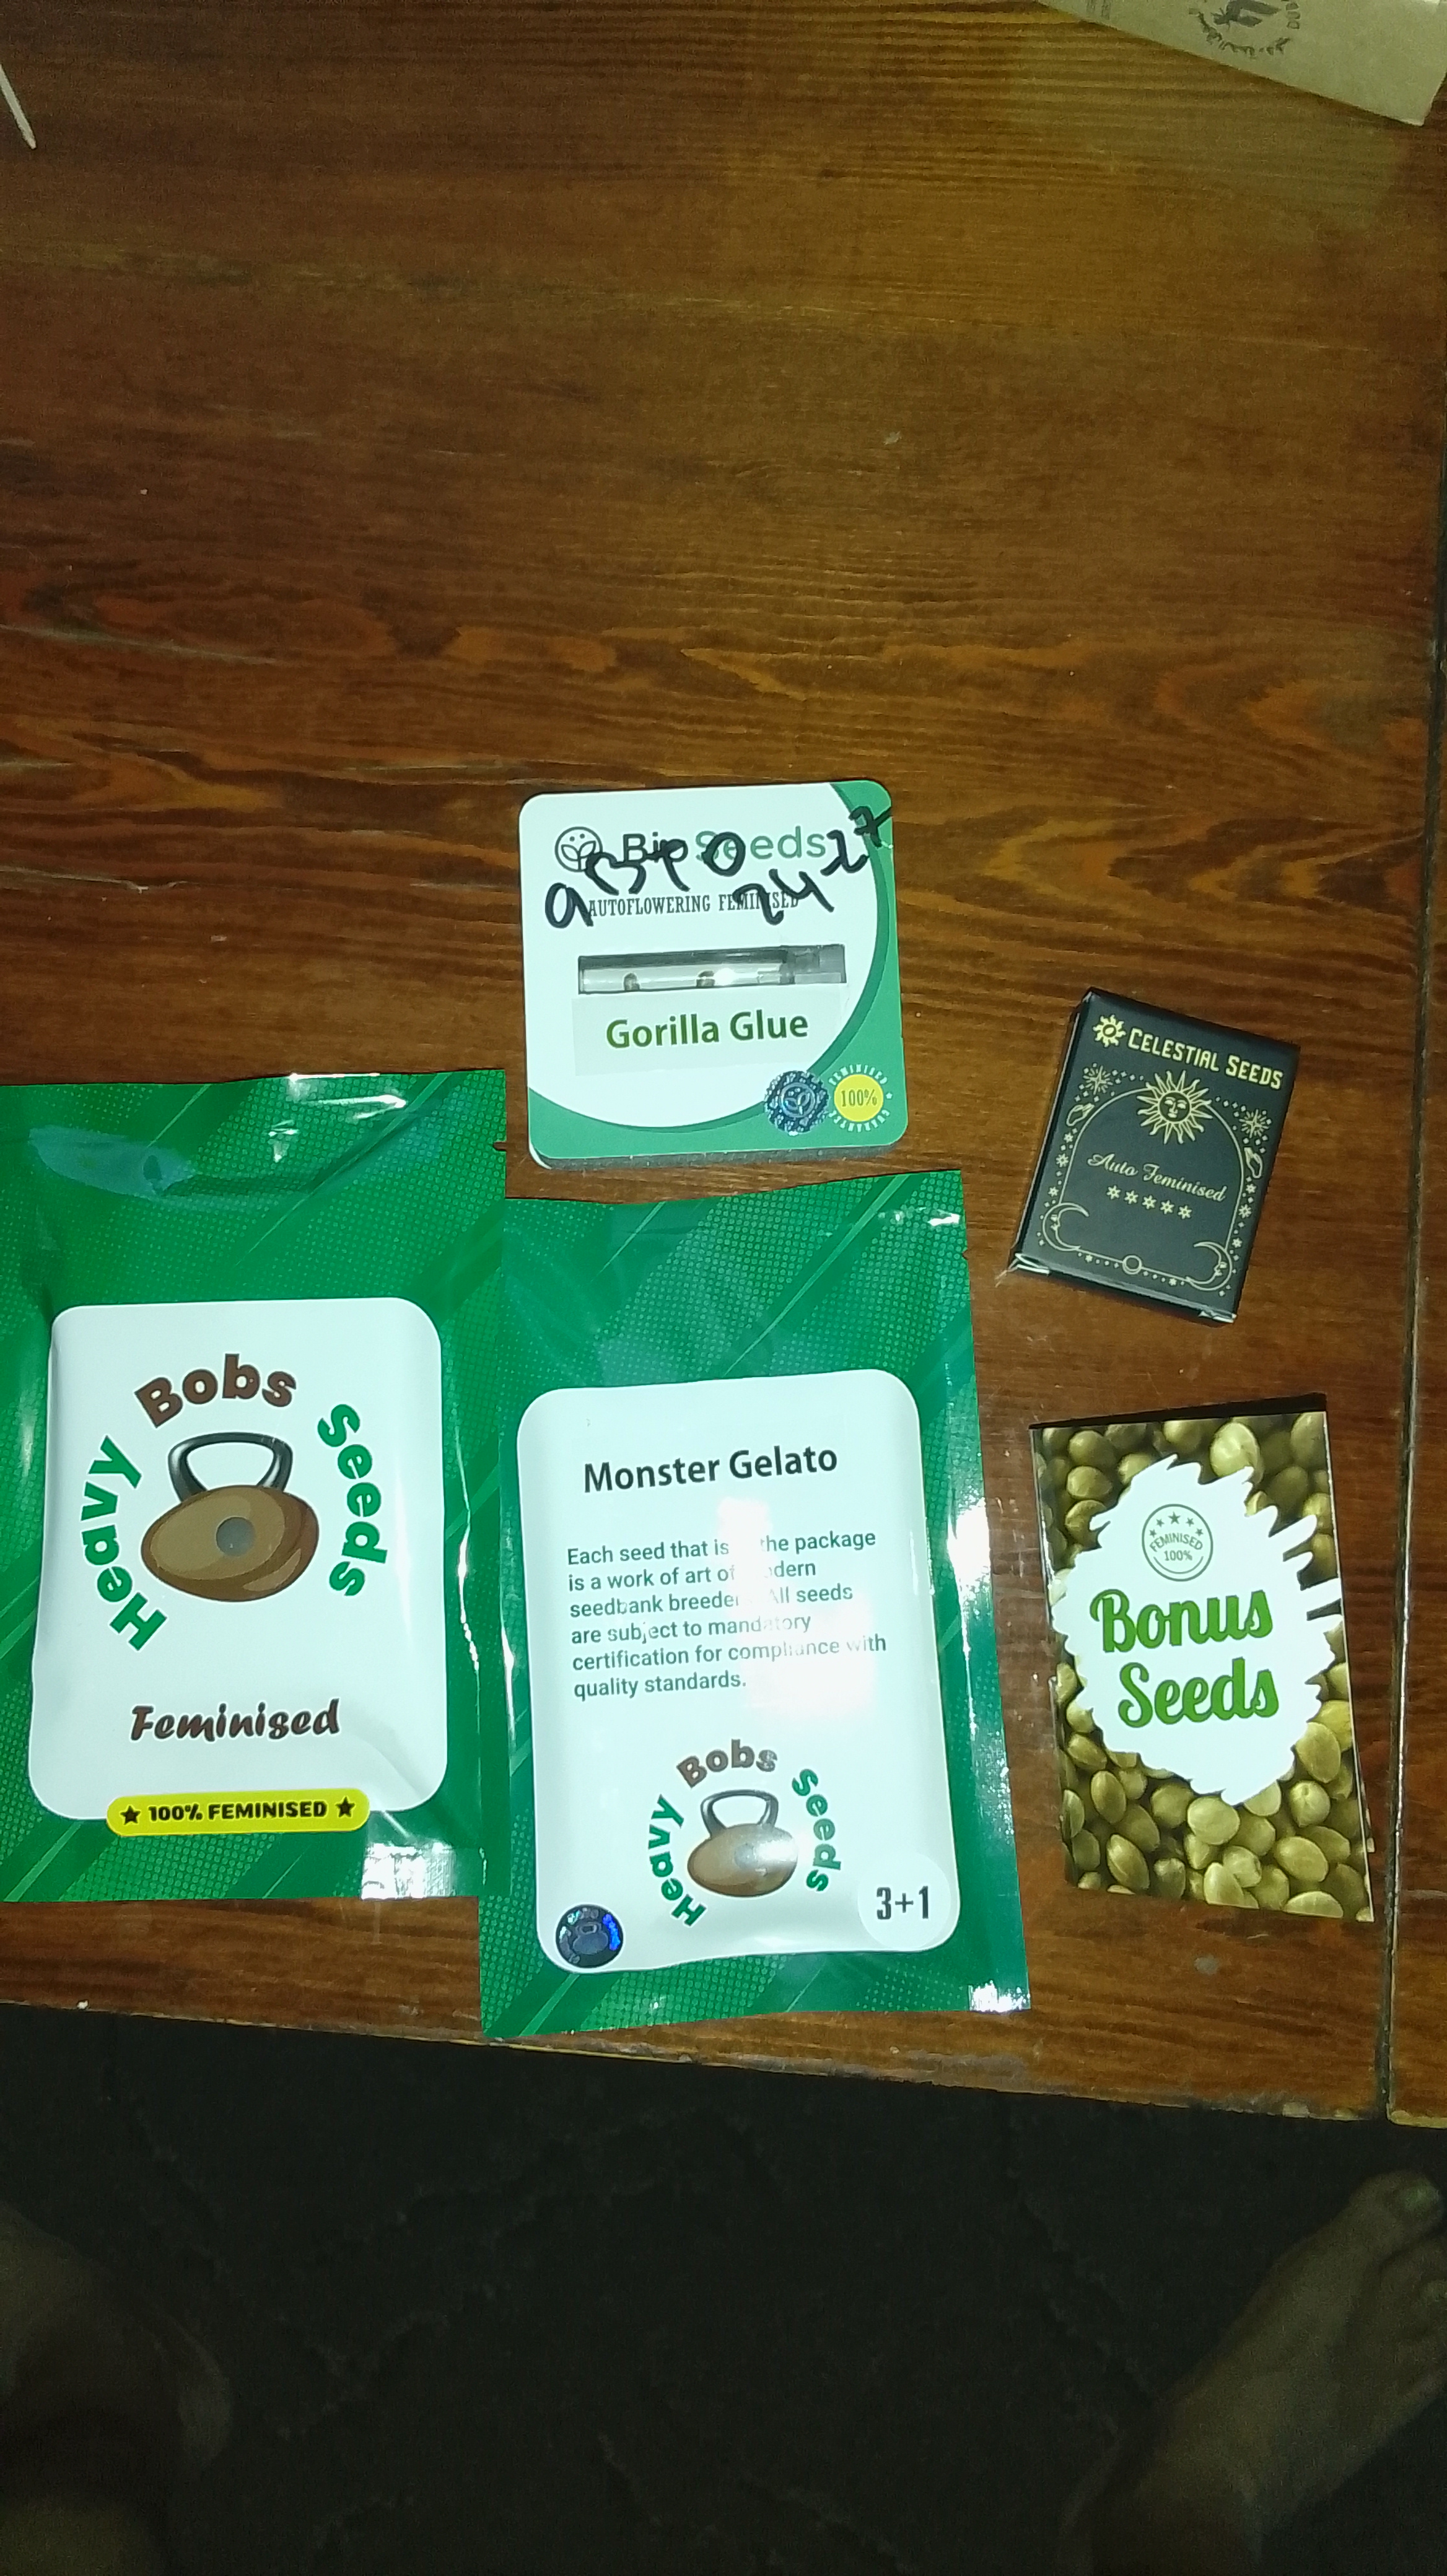 Bio Seeds
AUTOFLOWERING FEMINISED
Gorilla Glue
100%
CELESTIAL SEEDS
Auto Feminised
Heavy Bobs Seeds
Feminised
★ 100% FEMINISED ★
Monster Gelato
Each seed that is the package
is a work of art of
seedbank All seeds
are subject to mandatory
certification for compliance with
quality standards.
Heavy Bobs Seeds
3+1
FEMINISED
100%
Bonus
Seeds